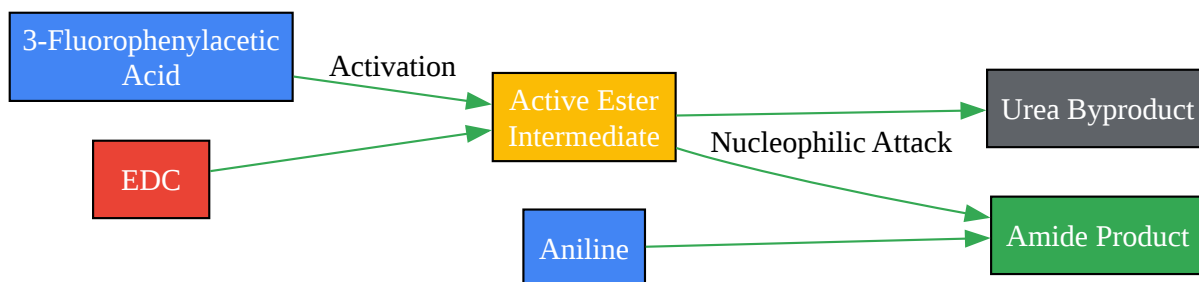 3-Fluorophenylacetic
Acid
Activation
EDC
Active Ester
Intermediate
Urea Byproduct
Nucleophilic Attack
Aniline
Amide Product